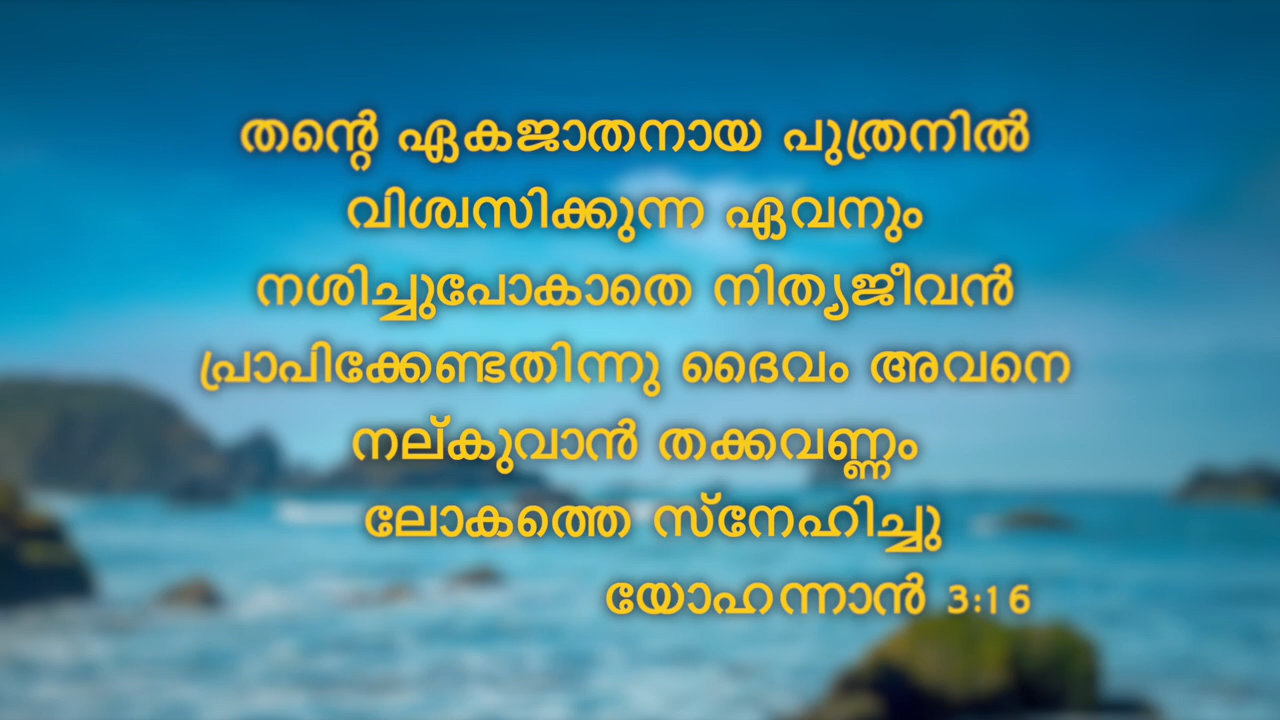 തന്റെ ഏകജാതനായ പുത്രനിൽ
വിശ്വസിക്കുന്ന ഏവനും
നശിച്ചുപോകാതെ നിത്യജീവൻ
പ്രാപിക്കേണ്ടതിന്നു ദൈവം അവനെ
നല്കുവാൻ തക്കവണ്ണം
ലോകത്തെ സ്നേഹിച്ചു
യോഹന്നാൻ 3:16